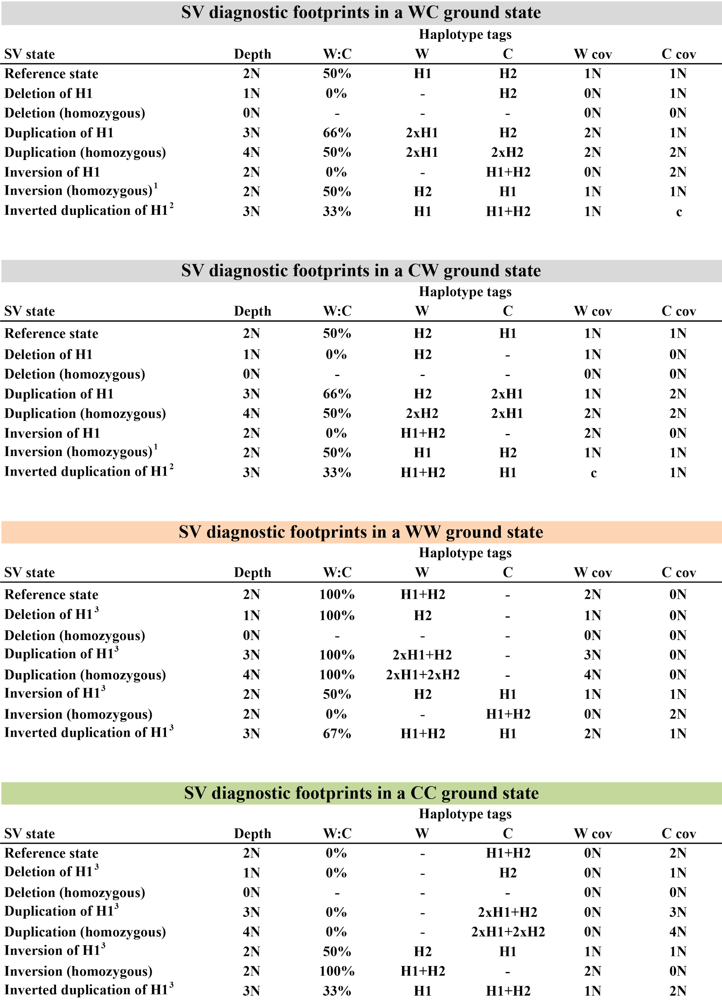 SV diagnostic footprints in a WC ground state
Haplotype tags
SV state Depth W:C W C W cov C cov
Reference state 2N 50% H1 H2 1N 1N
Deletion of H1 1N 0% - H2 0N 1N
Deletion (homozygous) 0N - - - 0N 0N
Duplication of H1 3N 66% 2xH1 H2 2N 1N
Duplication (homozygous) 4N 50% 2xH1 2xH2 2N 2N
Inversion of H1 2N 0% - H1+H2 0N 2N
Inversion (homozygous)1 2N 50% H2 H1 1N 1N
Inverted duplication of H12 3N 33% H1 H1+H2 1N c
SV diagnostic footprints in a CW ground state
Haplotype tags
SV state Depth W:C W C W cov C cov
Reference state 2N 50% H2 H1 1N 1N
Deletion of H1 1N 0% H2 - 1N 0N
Deletion (homozygous) 0N - - - 0N 0N
Duplication of H1 3N 66% H2 2xH1 1N 2N
Duplication (homozygous) 4N 50% 2xH2 2xH1 2N 2N
Inversion of H1 2N 0% H1+H2 - 2N 0N
Inversion (homozygous)1 2N 50% H1 H2 1N 1N
Inverted duplication of H12 3N 33% H1+H2 H1 c 1N
SV diagnostic footprints in a WW ground state
Haplotype tags
SV state Depth W:C W C W cov C cov
Reference state 2N 100% H1+H2 - 2N 0N
Deletion of H13 1N 100% H2 - 1N 0N
Deletion (homozygous) 0N - - - 0N 0N
Duplication of H13 3N 100% 2xH1+H2 - 3N 0N
Duplication (homozygous) 4N 100% 2xH1+2xH2 - 4N 0N
Inversion of H13 2N 50% H2 H1 1N 1N
Inversion (homozygous) 2N 0% - H1+H2 0N 2N
Inverted duplication of H13 3N 67% H1+H2 H1 2N 1N
SV diagnostic footprints in a CC ground state
Haplotype tags
SV state Depth W:C W C W cov C cov
Reference state 2N 0% - H1+H2 0N 2N
Deletion of H13 1N 0% - H2 0N 1N
Deletion (homozygous) 0N - - - 0N 0N
Duplication of H13 3N 0% - 2xH1+H2 0N 3N
Duplication (homozygous) 4N 0% - 2xH1+2xH2 0N 4N
Inversion of H13 2N 50% H2 H1 1N 1N
Inversion (homozygous) 2N 100% H1+H2 - 2N 0N
Inverted duplication of H13 3N 33% H1 H1+H2 1N 2N